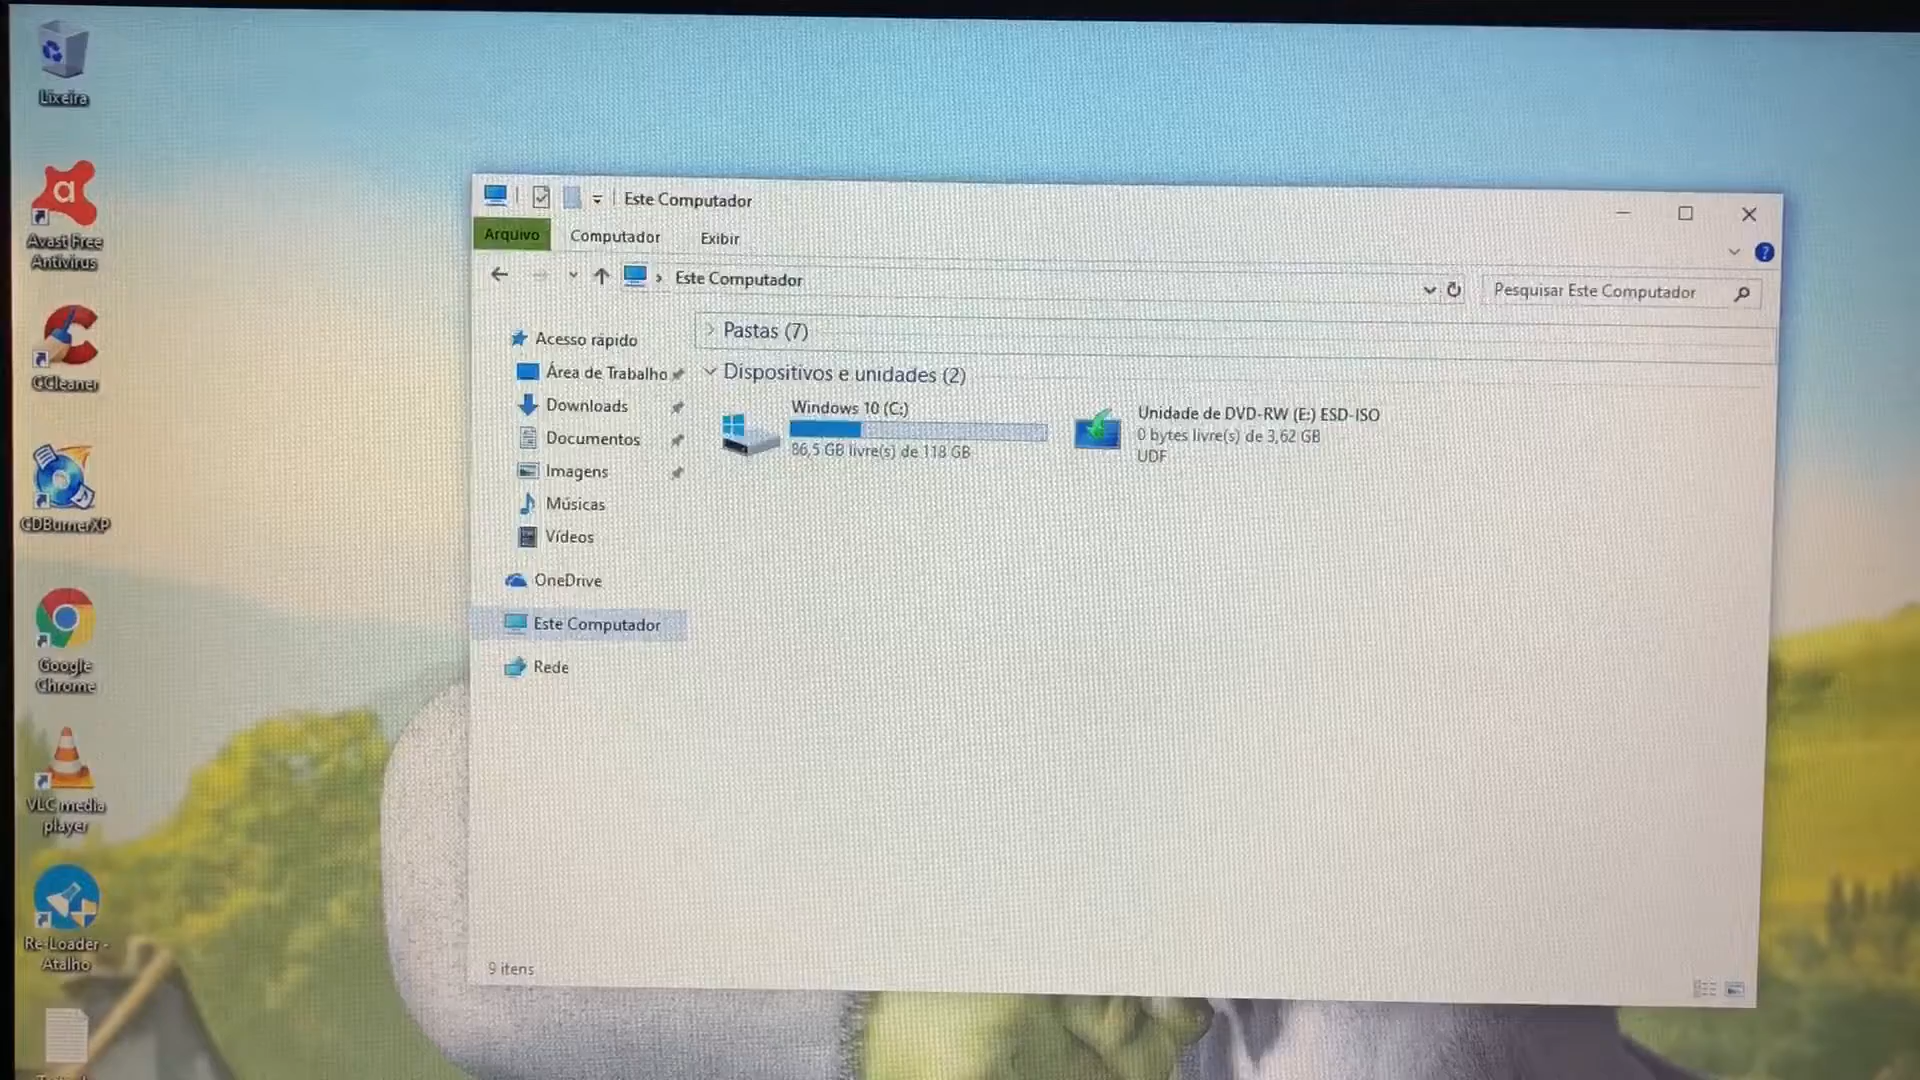 Lixeira
Avast Free
Antivirus
CCleaner
CDBurnerXP
Google
Chrome
VLC media
player
Re-Loader -
Atalho
Este Computador
Arquivo
Computador
Exibir
Este Computador
Pesquisar Este Computador
Acesso rápido
Área de Trabalho
Downloads
Documentos
Imagens
Músicas
Vídeos
OneDrive
Este Computador
Rede
Pastas (7)
Dispositivos e unidades (2)
Windows 10 (C:)
86,5 GB livre(s) de 118 GB
Unidade de DVD-RW (E:) ESD-ISO
0 bytes livre(s) de 3,62 GB
UDF
9 itens